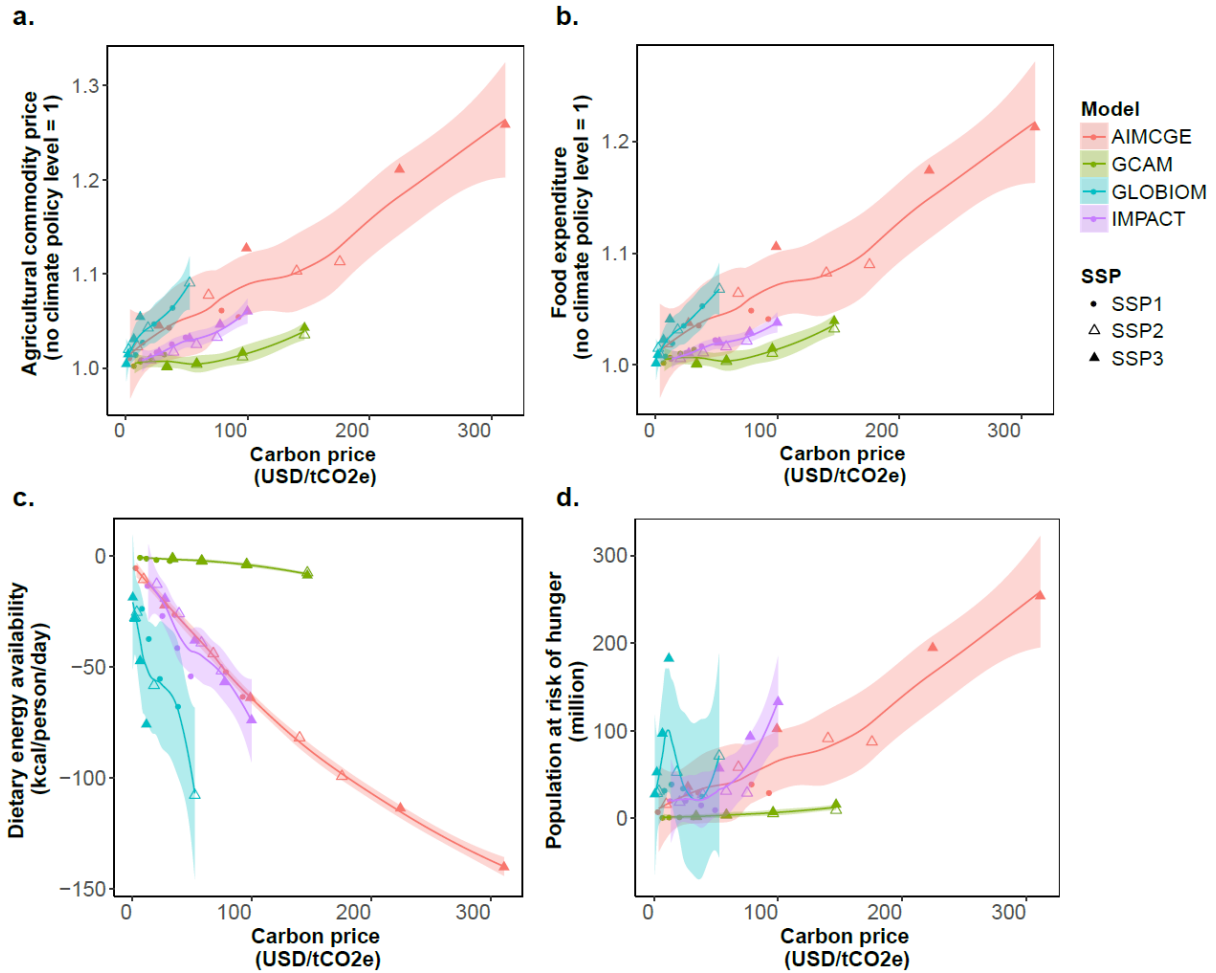 a.
Agricultural commodity price
(no climate policy level = 1)
1.3
1.2
1.1
1.0
0
100
200
300
Carbon price
(USD/tCO2e)
b.
Food expenditure
(no climate policy level = 1)
1.2
1.1
1.0
0
100
200
300
Carbon price
(USD/tCO2e)
Model
AIMCGE
GCAM
GLOBIOM
IMPACT
SSP
SSP1
SSP2
SSP3
c.
Dietary energy availability
(kcal/person/day)
0
−50
−100
−150
0
100
200
300
Carbon price
(USD/tCO2e)
d.
Population at risk of hunger
(million)
300
200
100
0
0
100
200
300
Carbon price
(USD/tCO2e)